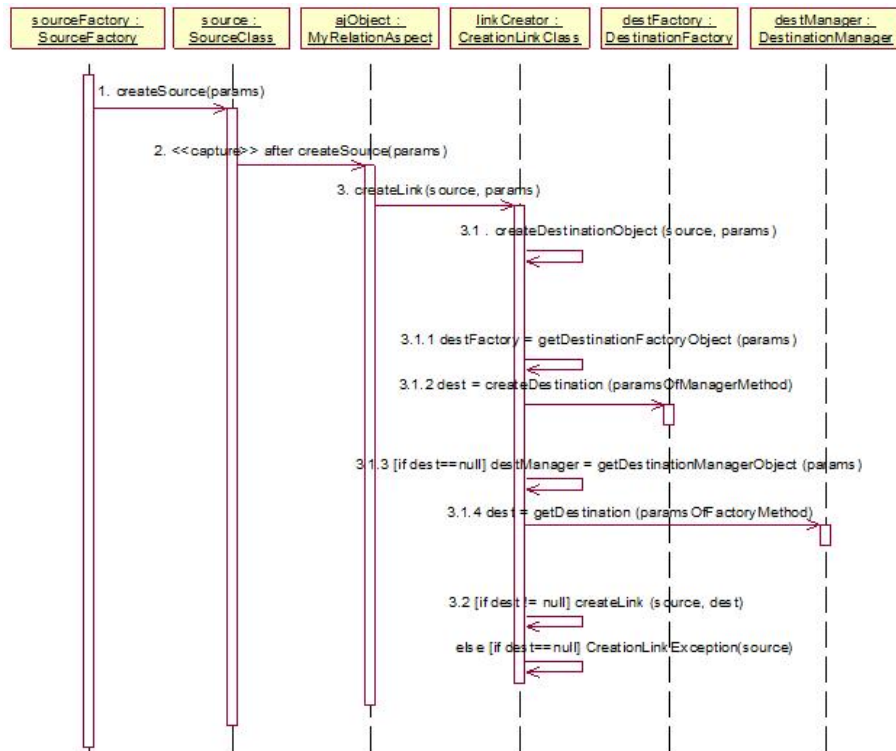 sourceFactory :
SourceFactory
source :
SourceClass
ajObject :
MyRelationAspect
linkCreator :
CreationLinkClass
destFactory :
DestinationFactory
destManager :
DestinationManager
1. createSource(params)
2. <<capture>> after createSource(params)
3. createLink(source, params)
3.1 . createDestinationObject (source, params)
3.1.1 destFactory = getDestinationFactoryObject (params)
3.1.2 dest = createDestination (paramsOfManagerMethod)
3.1.3 [if dest==null] destManager = getDestinationManagerObject (params)
3.1.4 dest = getDestination (paramsOfFactoryMethod)
3.2 [if dest != null] createLink (source, dest)
else [if dest==null] CreationLinkException(source)